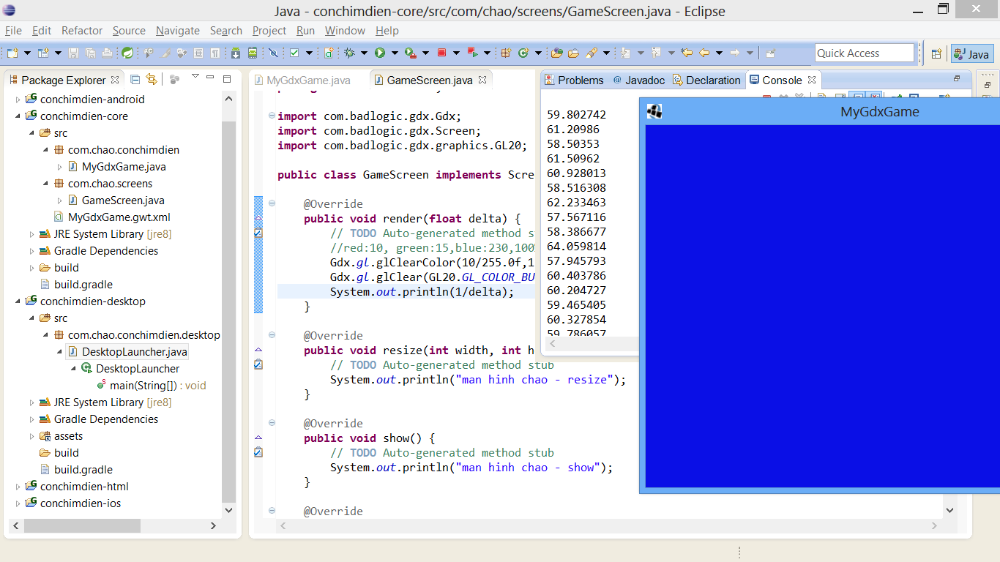 Java - conchimdien-core/src/com/chao/screens/GameScreen.java - Eclipse
File Edit Refactor Source Navigate Search Project Run Window Help
Quick Access
Java
Package Explorer
conchimdien-android
conchimdien-core
src
com.chao.conchimdien
MyGdxGame.java
com.chao.screens
GameScreen.java
MyGdxGame.gwt.xml
JRE System Library [jre8]
Gradle Dependencies
build
build.gradle
conchimdien-desktop
src
com.chao.conchimdien.desktop
DesktopLauncher.java
DesktopLauncher
main(String[]) : void
JRE System Library [jre8]
Gradle Dependencies
assets
build
build.gradle
conchimdien-html
conchimdien-ios
MyGdxGame.java GameScreen.java
import com.badlogic.gdx.Gdx;
import com.badlogic.gdx.Screen;
import com.badlogic.gdx.graphics.GL20;
public class GameScreen implements Scre
@Override
public void render(float delta) {
// TODO Auto-generated method s
//red:10, green:15,blue:230,100
Gdx.gl.glClearColor(10/255.0f,1
Gdx.gl.glClear(GL20.GL_COLOR_BU
System.out.println(1/delta);
}
@Override
public void resize(int width, int h
// TODO Auto-generated method stub
System.out.println("man hinh chao - resize");
}
@Override
public void show() {
// TODO Auto-generated method stub
System.out.println("man hinh chao - show");
}
@Override
Problems @ Javadoc Declaration Console
59.802742
61.20986
58.50353
61.50962
60.928013
58.516308
62.233463
57.567116
58.386677
64.059814
57.945793
60.403786
60.204727
59.465405
60.327854
59.786057
MyGdxGame